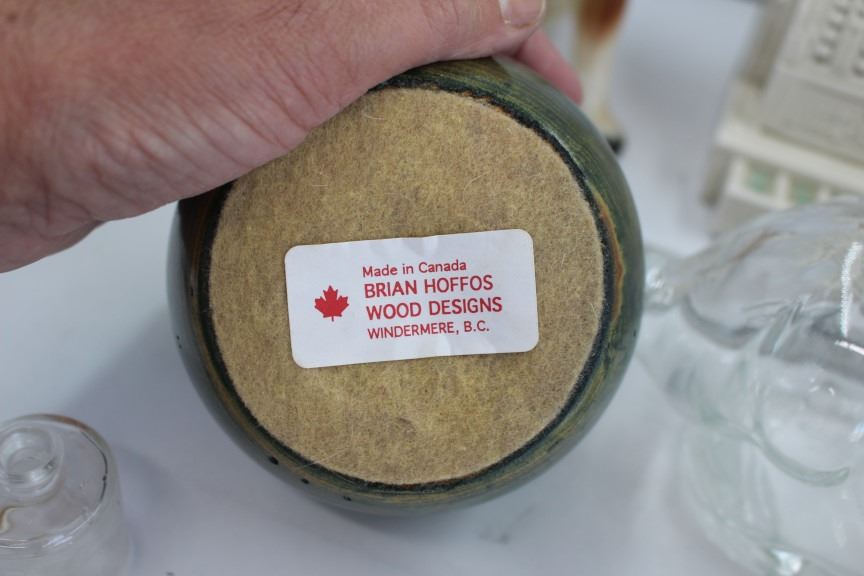 Made in Canada
BRIAN HOFFOS
WOOD DESIGNS
WINDERMERE, B.C.